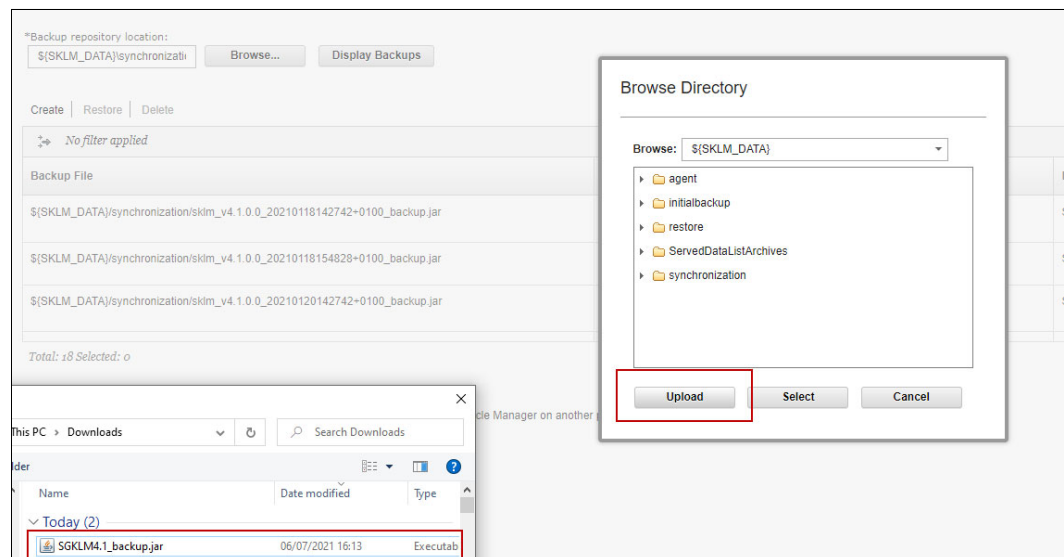 *Backup repository location:
${SKLM_DATA}\synchronizati
Browse...
Display Backups
Create
Restore
Delete
No filter applied
Backup File
${SKLM_DATA}/synchronization/sklm_v4.1.0.0_20210118142742+0100_backup.jar
${SKLM_DATA}/synchronization/sklm_v4.1.0.0_20210118154828+0100_backup.jar
${SKLM_DATA}/synchronization/sklm_v4.1.0.0_20210120142742+0100_backup.jar
Total: 18 Selected: 0
cle Manager on another
Browse Directory
Browse: ${SKLM_DATA}
agent
initialbackup
restore
ServedDataListArchives
synchronization
Upload
Select
Cancel
This PC > Downloads
Search Downloads
lder
Name
Date modified
Type
Today (2)
SGKLM4.1_backup.jar
06/07/2021 16:13
Executab